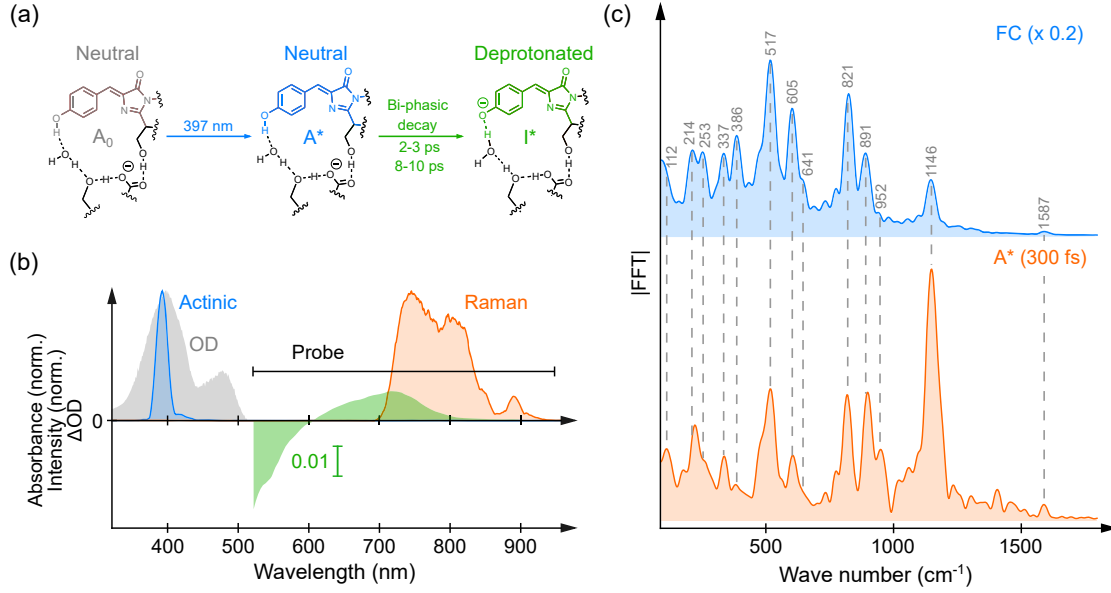 (a)
Neutral
Neutral
Deprotonated
O
N
N
O
H
A₀
O
H
H
O
H
O
H
O
O
⊖
397 nm
O
N
N
O
H
A*
O
H
H
O
H
O
H
O
O
⊖
Bi-phasic
decay
2-3 ps
8-10 ps
O
N
N
⊖
O
H
I*
O
H
H
O
H
O
H
O
O
(b)
Absorbance (norm.)
Intensity (norm.)
ΔOD
0
Actinic
OD
Raman
Probe
0.01
400 500 600 700 800 900
Wavelength (nm)
(c)
FC (x 0.2)
112
214
253
337
386
517
605
641
821
891
952
1146
1587
A* (300 fs)
|FFT|
500 1000 1500
Wave number (cm⁻¹)